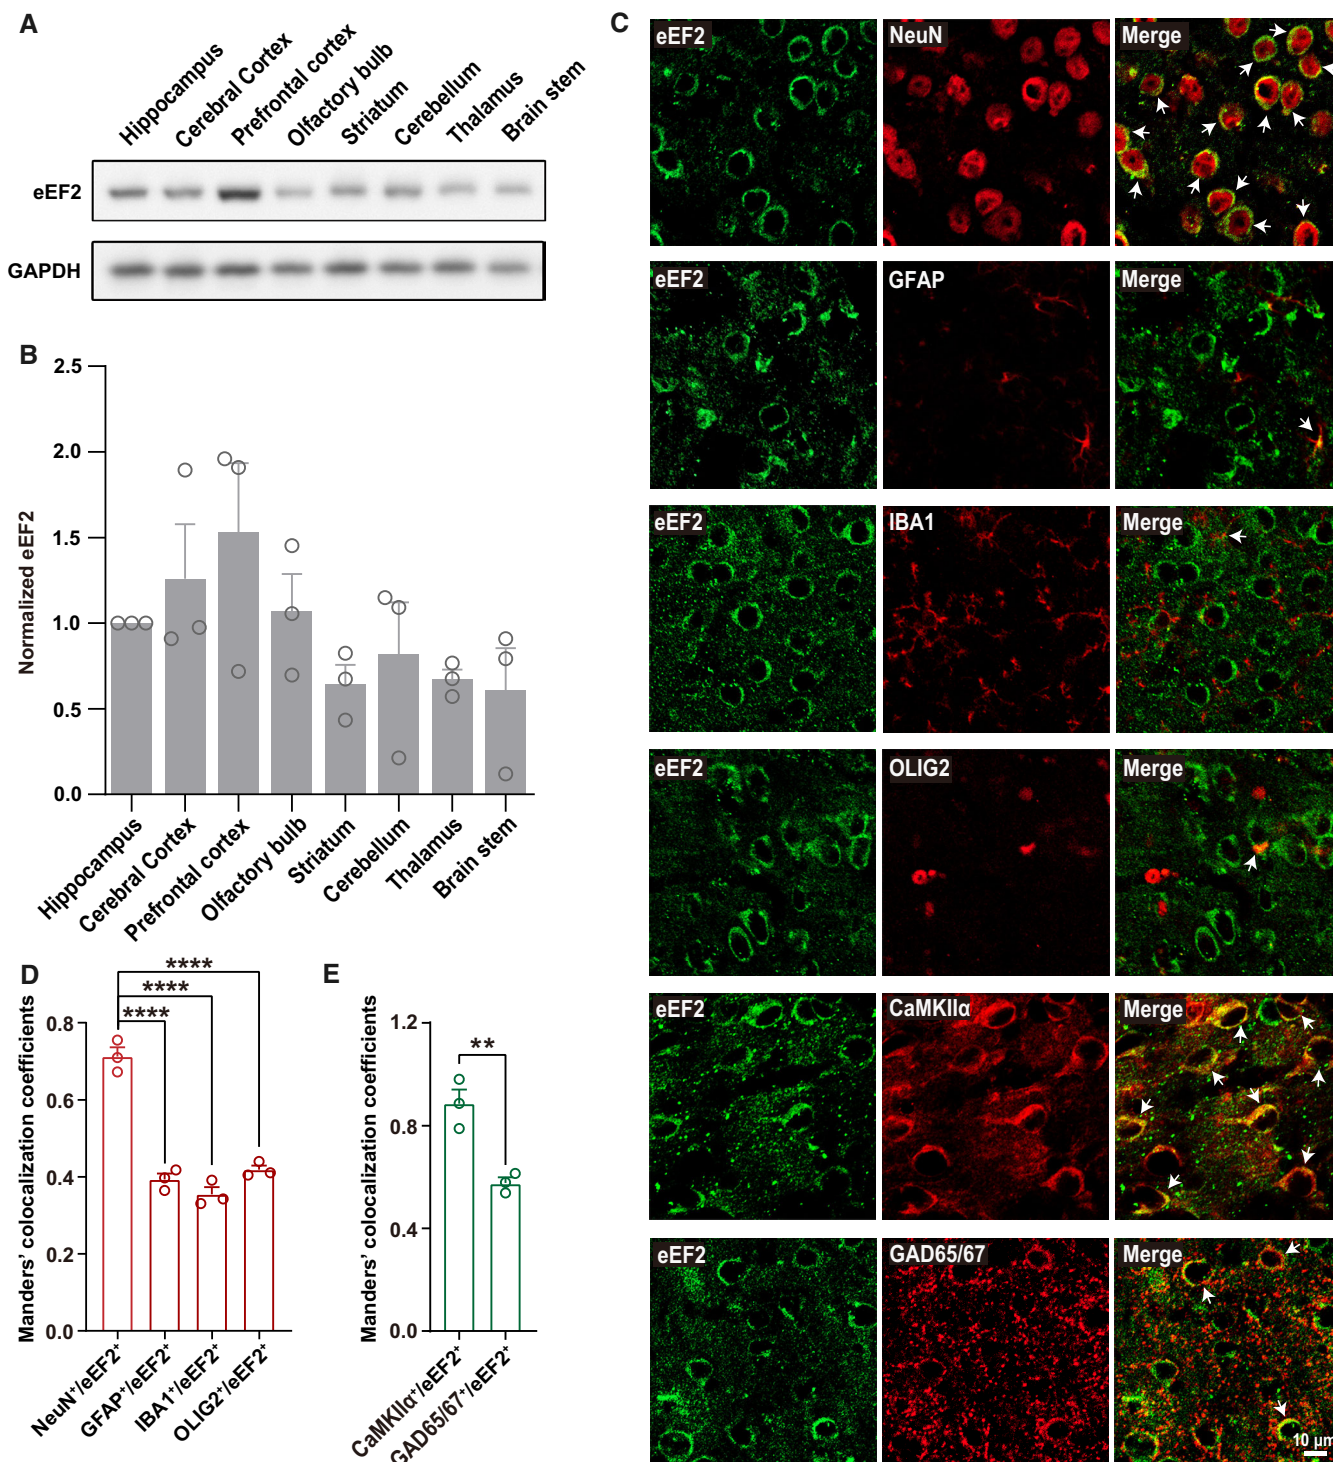 A
Hippocampus
Cerebral Cortex
Prefrontal cortex
Olfactory bulb
Striatum
Cerebellum
Thalamus
Brain stem
eEF2
GAPDH
B
Normalized eEF2
2.5
2.0
1.5
1.0
0.5
0.0
Hippocampus
Cerebral Cortex
Prefrontal cortex
Olfactory bulb
Striatum
Cerebellum
Thalamus
Brain stem
C
eEF2 NeuN Merge
eEF2 GFAP Merge
eEF2 IBA1 Merge
eEF2 OLIG2 Merge
eEF2 CaMKIIα Merge
eEF2 GAD65/67 Merge
10 µm
D
Manders' colocalization coefficients
****
****
****
0.8
0.6
0.4
0.2
0.0
NeuN⁺/eEF2⁺
GFAP⁺/eEF2⁺
IBA1⁺/eEF2⁺
OLIG2⁺/eEF2⁺
E
Manders' colocalization coefficients
**
1.2
0.8
0.4
0.0
CaMKIIα⁺/eEF2⁺
GAD65/67⁺/eEF2⁺